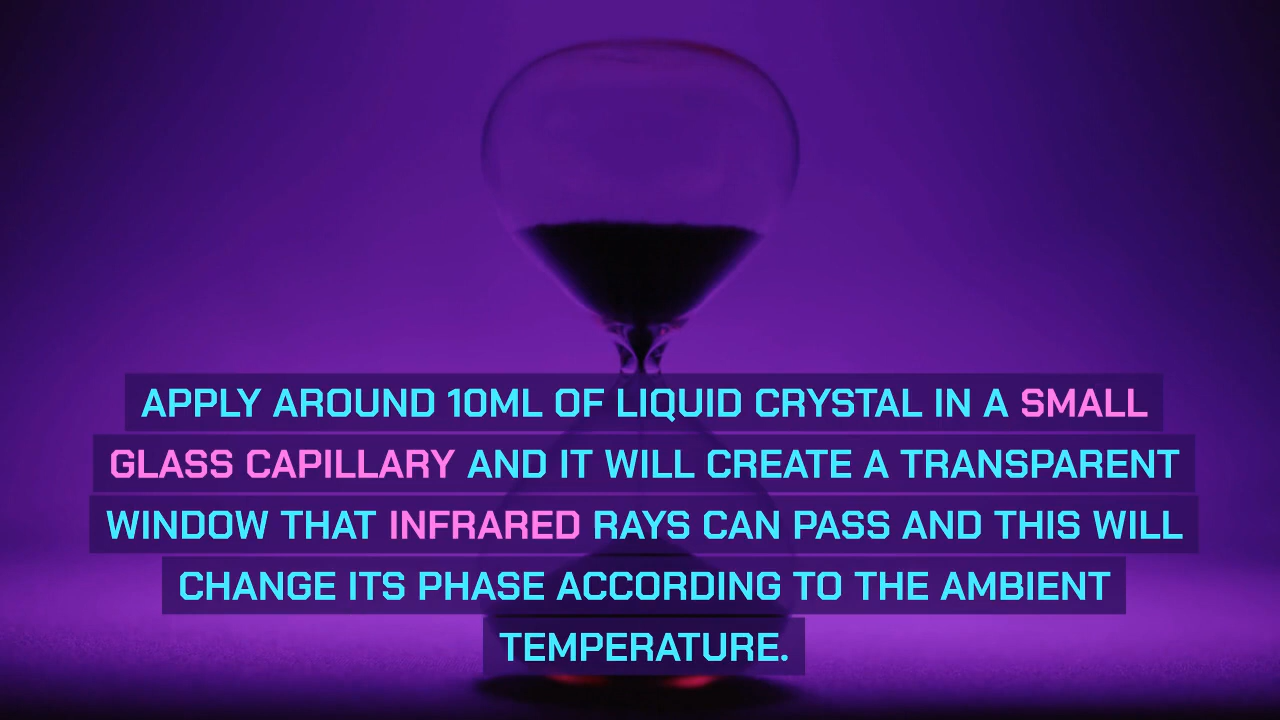 APPLY AROUND 10ML OF LIQUID CRYSTAL IN A SMALL
GLASS CAPILLARY AND IT WILL CREATE A TRANSPARENT
WINDOW THAT INFRARED RAYS CAN PASS AND THIS WILL
CHANGE ITS PHASE ACCORDING TO THE AMBIENT
TEMPERATURE.